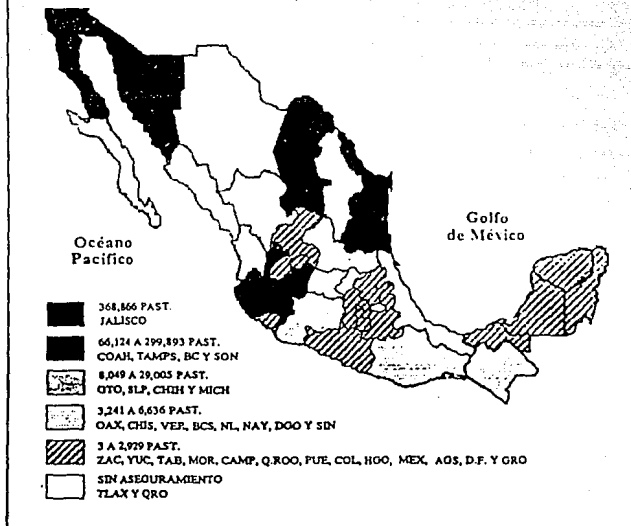 Océano
Pacífico
Golfo
de México
368,866 PAST.
JALISCO
66,124 A 299,893 PAST.
COAH, TAMPS, BC Y SON
8,049 A 29,005 PAST.
GTO, SLP, CHIH Y MICH
3,241 A 6,636 PAST.
OAX, CHIS, VER, BCS, NL, NAY, DGO Y SIN
3 A 2,929 PAST.
ZAC, YUC, TAB, MOR, CAMP, Q.ROO, PUE, COL, HGO, MEX, AGS, D.F. Y GRO
SIN ASEGURAMIENTO
TLAX Y QRO